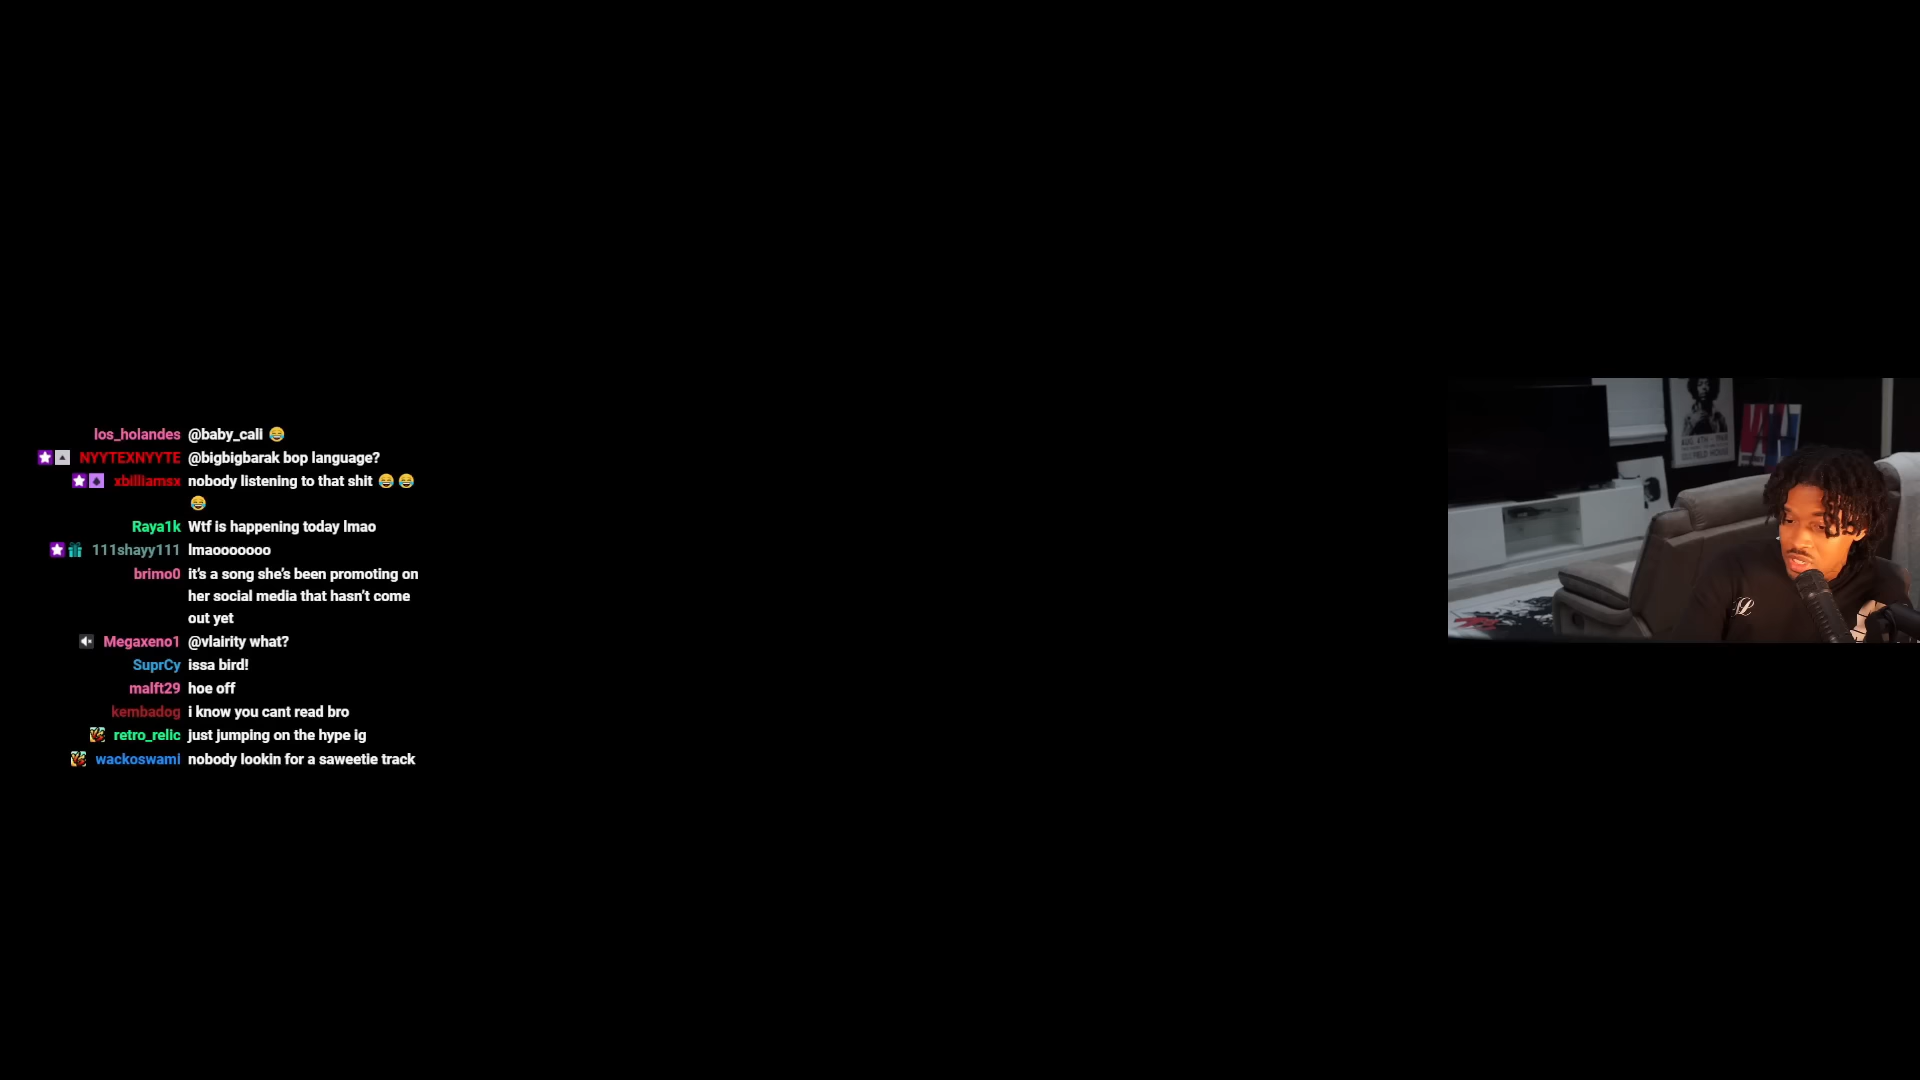 los_holandes @baby_cali 😂
NYYTEXNYYTE @bigbigbarak bop language?
xbilliamsx nobody listening to that shit 😂 😂
😂
Raya1k Wtf is happening today lmao
111shayy111 lmaooooooo
brimo0 it's a song she's been promoting on
her social media that hasn't come
out yet
Megaxeno1 @vlairity what?
SuprCy issa bird!
malft29 hoe off
kembadog i know you cant read bro
retro_relic just jumping on the hype ig
wackoswami nobody lookin for a saweetie track